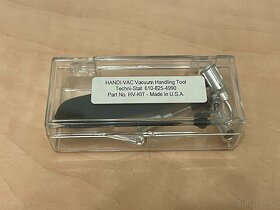 HANDI-VAC Vacuum Handling Tool
Techni-Stat 610-825-4990
Part No. HV-KIT - Made in U.S.A.